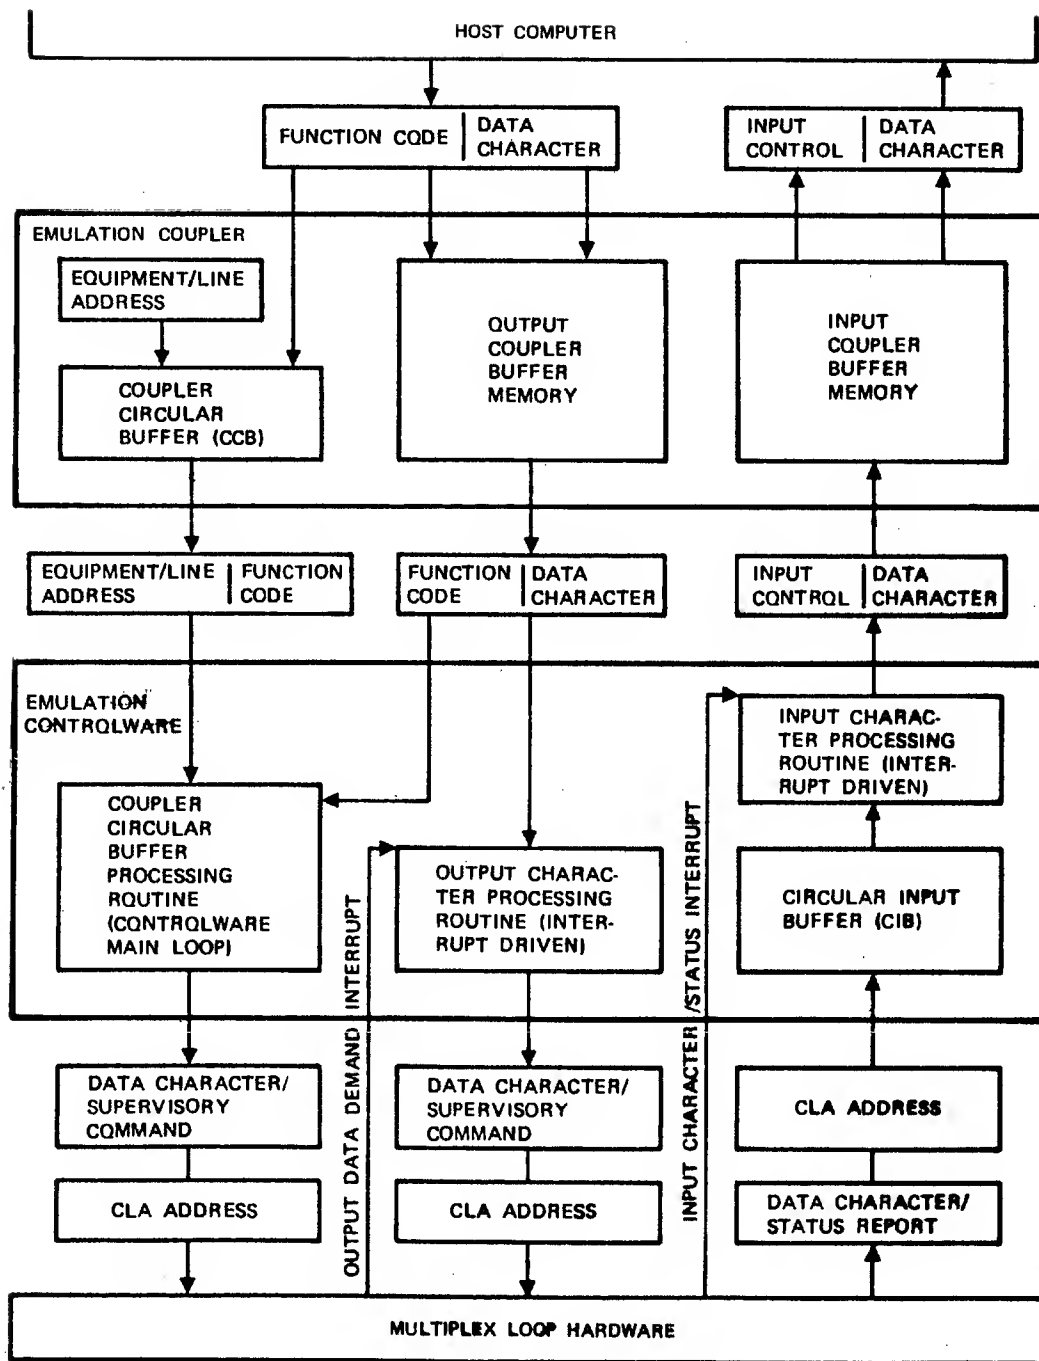 HOST COMPUTER
FUNCTION CODE
DATA
CHARACTER
INPUT
CONTROL
DATA
CHARACTER
EMULATION COUPLER
EQUIPMENT/LINE
ADDRESS
COUPLER
CIRCULAR
BUFFER (CCB)
OUTPUT
COUPLER
BUFFER
MEMORY
INPUT
COUPLER
BUFFER
MEMORY
EQUIPMENT/LINE
ADDRESS
FUNCTION
CODE
FUNCTION
CODE
DATA
CHARACTER
INPUT
CONTROL
DATA
CHARACTER
EMULATION
CONTROLWARE
COUPLER
CIRCULAR
BUFFER
PROCESSING
ROUTINE
(CONTROLWARE
MAIN LOOP)
OUTPUT DATA DEMAND INTERRUPT
OUTPUT CHARAC-
TER PROCESSING
ROUTINE (INTER-
RUPT DRIVEN)
INPUT CHARACTER/STATUS INTERRUPT
INPUT CHARAC-
TER PROCESSING
ROUTINE (INTER-
RUPT DRIVEN)
CIRCULAR INPUT
BUFFER (CIB)
DATA CHARACTER/
SUPERVISORY
COMMAND
CLA ADDRESS
DATA CHARACTER/
SUPERVISORY
COMMAND
CLA ADDRESS
CLA ADDRESS
DATA CHARACTER/
STATUS REPORT
MULTIPLEX LOOP HARDWARE